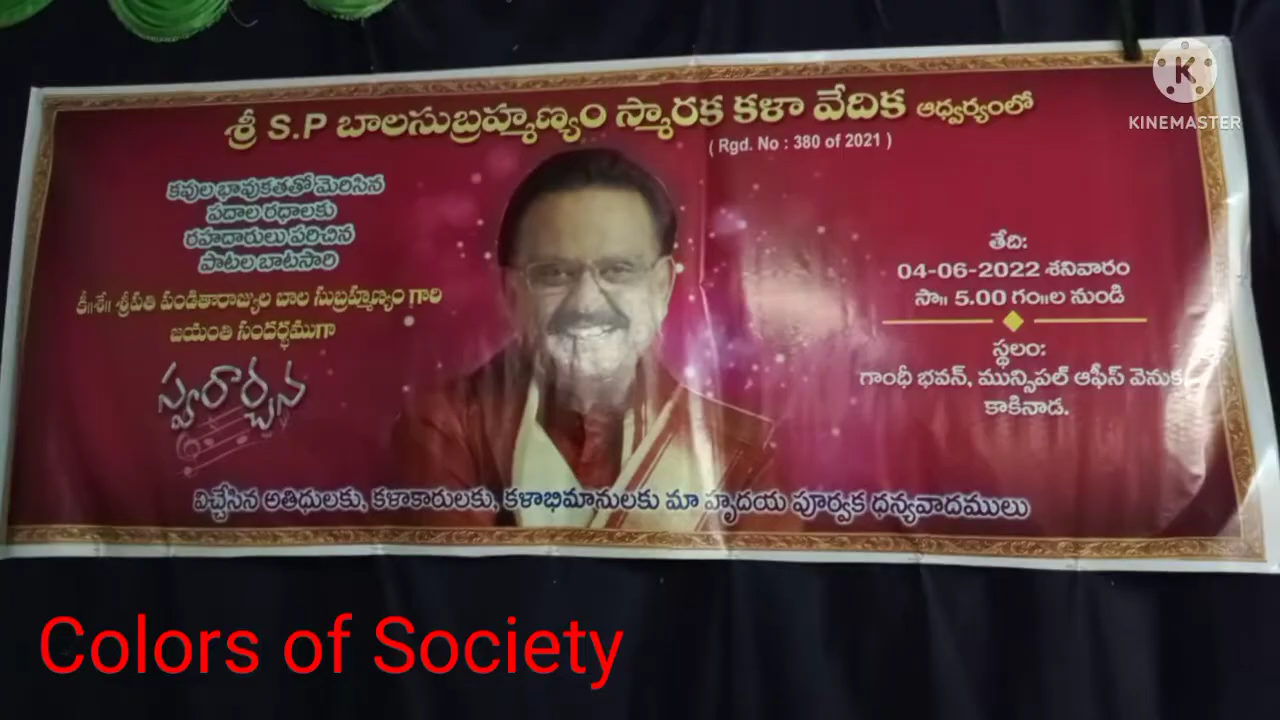 శ్రీ S.P బాలసుబ్రహ్మణ్యం స్మారక కళా వేదిక ఆధ్వర్యంలో
( Rgd. No : 380 of 2021 )
కవుల భావుకతతో మెరిసిన
పదాల రధాలకు
రహదారులు పరిచిన
పాటల బాటసారి
కీ॥శే॥ శ్రీపతి పండితారాజ్యుల బాల సుబ్రహ్మణ్యం గారి
జయంతి సందర్భముగా
స్వరార్చన
తేది:
04-06-2022 శనివారం
సా॥ 5.00 గం॥ల నుండి
స్థలం:
గాంధీ భవన్, మున్సిపల్ ఆఫీస్ వెనుక
కాకినాడ.
విచ్చేసిన అతిధులకు, కళాకారులకు, కళాభిమానులకు మా హృదయ పూర్వక ధన్యవాదములు
K
KINEMASTER
Colors of Society